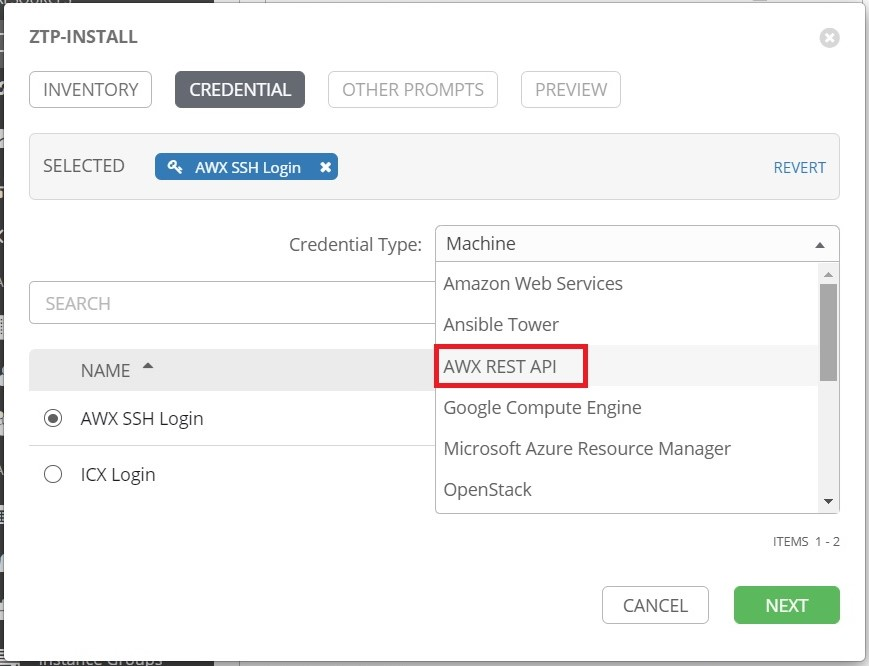 ZTP-INSTALL
INVENTORY CREDENTIAL OTHER PROMPTS PREVIEW
SELECTED AWX SSH Login REVERT
Credential Type: Machine
Amazon Web Services
SEARCH
Ansible Tower
NAME AWX REST API
Google Compute Engine
AWX SSH Login
Microsoft Azure Resource Manager
ICX Login
OpenStack
ITEMS 1 - 2
CANCEL NEXT
Instance Groups